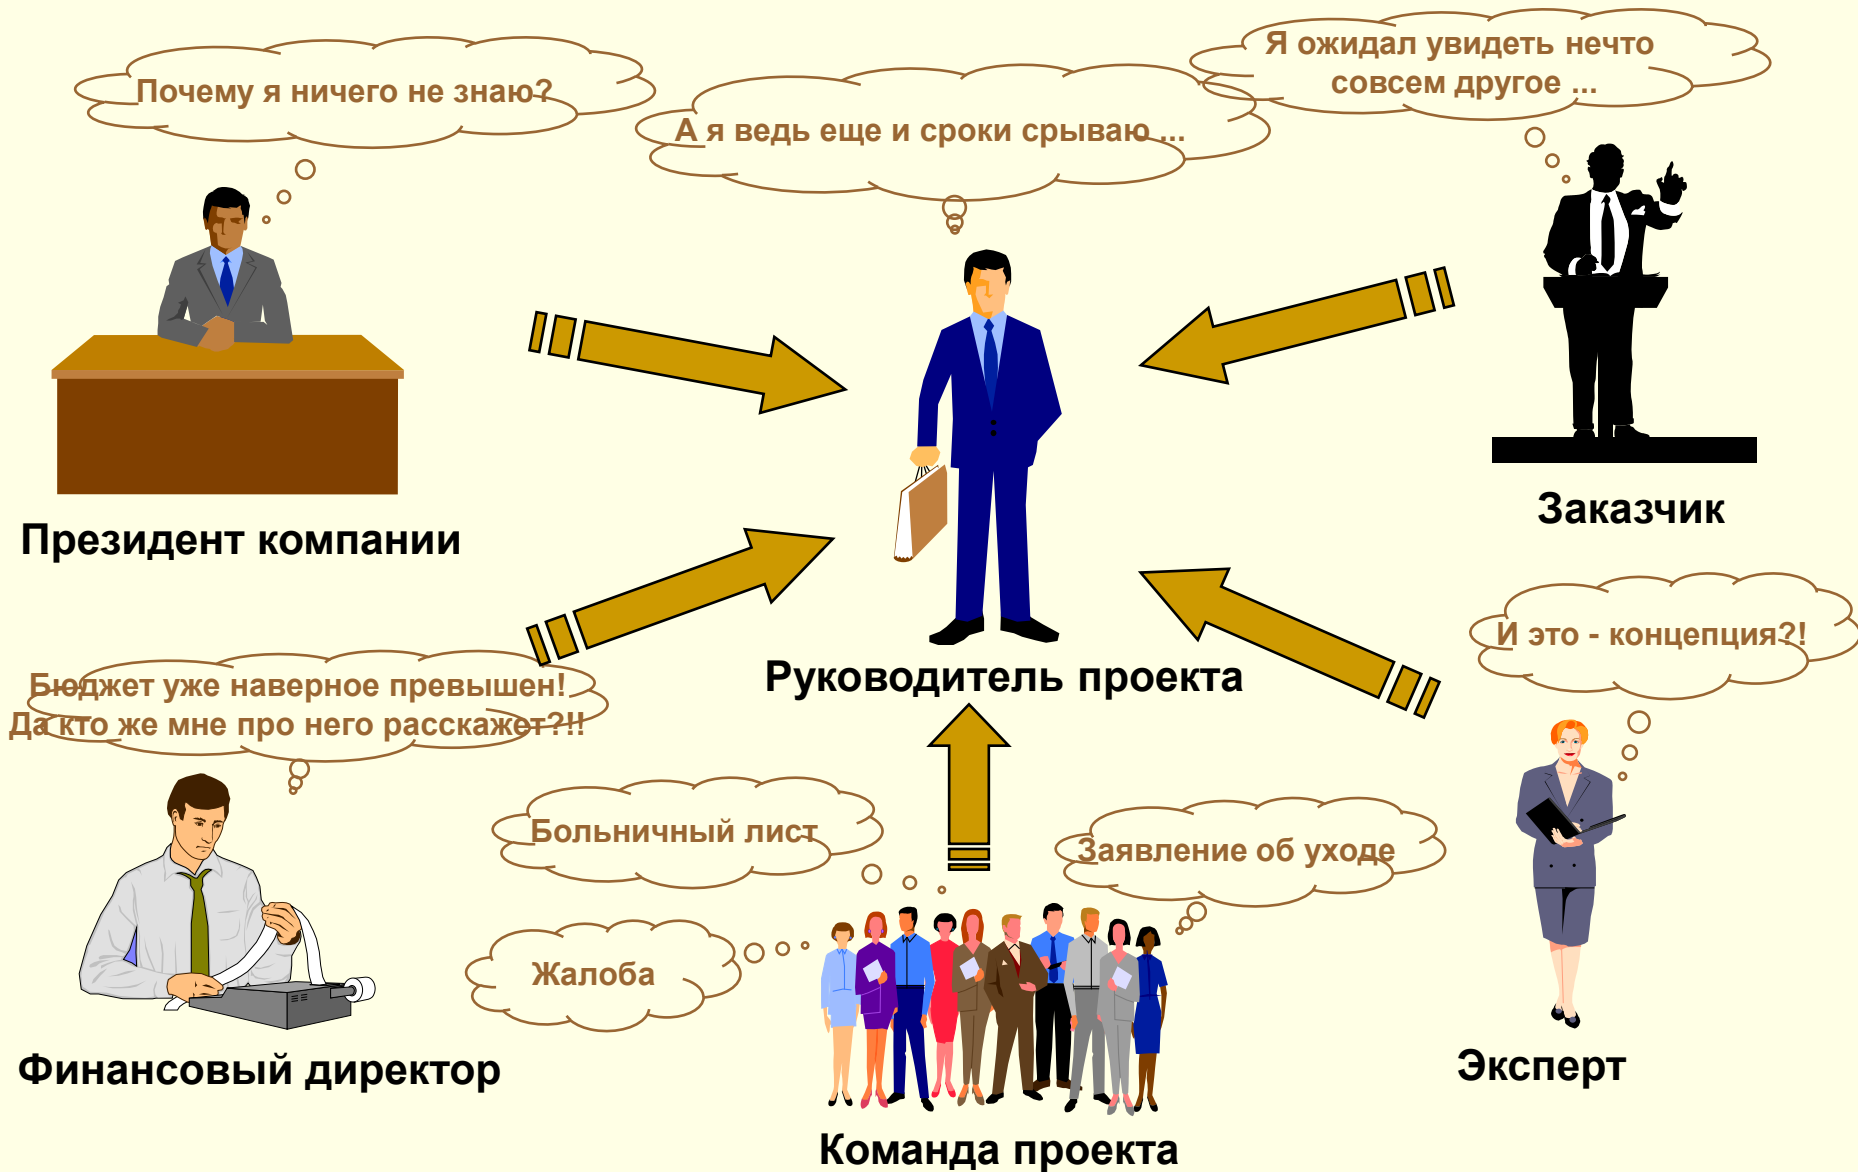 Почему я ничего не знаю?
А я ведь еще и сроки срываю ...
Я ожидал увидеть нечто
совсем другое ...
Президент компании
Заказчик
Руководитель проекта
И это - концепция?!
Бюджет уже наверное превышен!
Да кто же мне про него расскажет?!!
Больничный лист
Заявление об уходе
Жалоба
Финансовый директор
Эксперт
Команда проекта